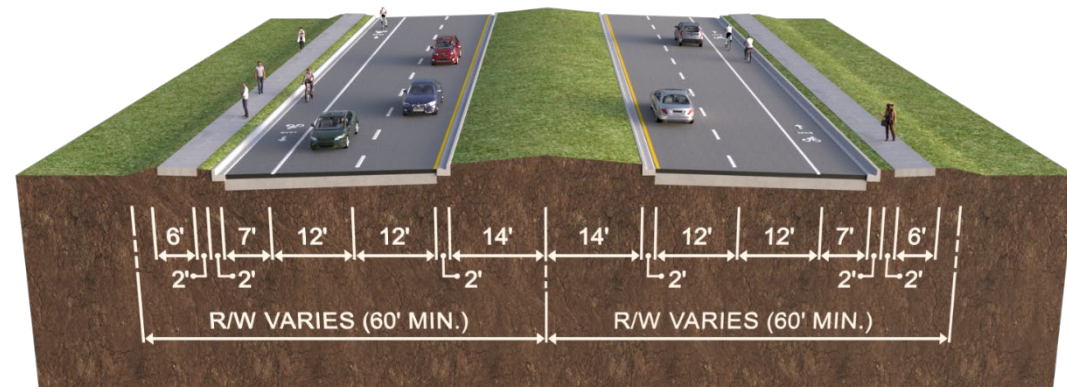 6' 7' 12' 12' 14' 14' 12' 12' 7' 6'
2' 2' 2' 2' 2' 2'
R/W VARIES (60' MIN.) R/W VARIES (60' MIN.)